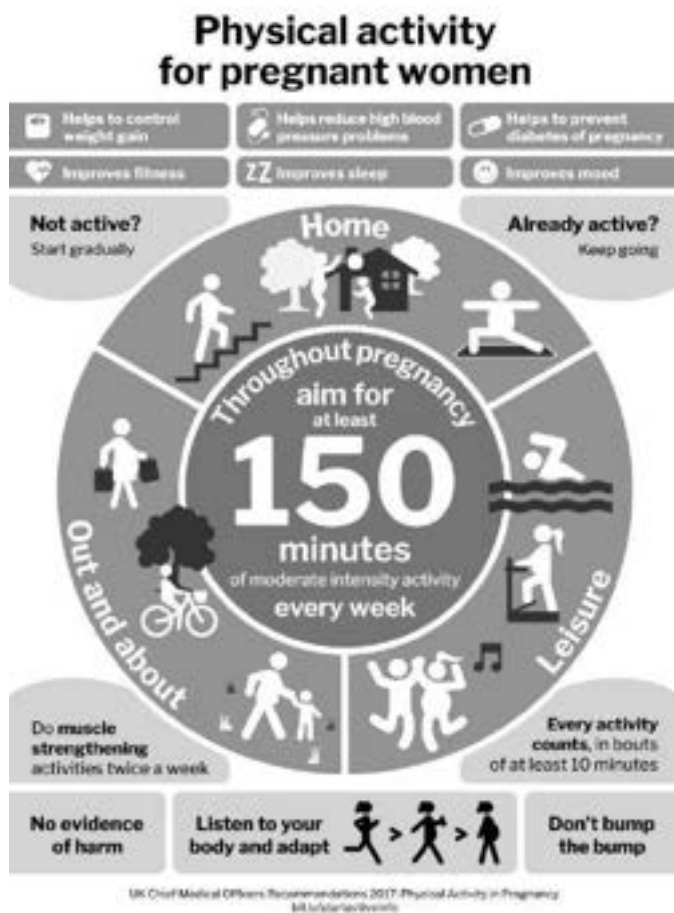 Physical activity
for pregnant women
Helps to control
weight gain
Helps reduce high blood
pressure problems
Helps to prevent
diabetes of pregnancy
Improves fitness
ZZ Improves sleep
Improves mood
Not active?
Start gradually
Already active?
Keep going
Home
Throughout pregnancy
aim for
at least
150
minutes
of moderate intensity activity
every week
Out and about
Leisure
Do muscle
strengthening
activities twice a week
Every activity
counts, in bouts
of at least 10 minutes
No evidence
of harm
Listen to your
body and adapt
> >
Don't bump
the bump
UK Chief Medical Officers Recommendations 2017: Physical Activity in Pregnancy